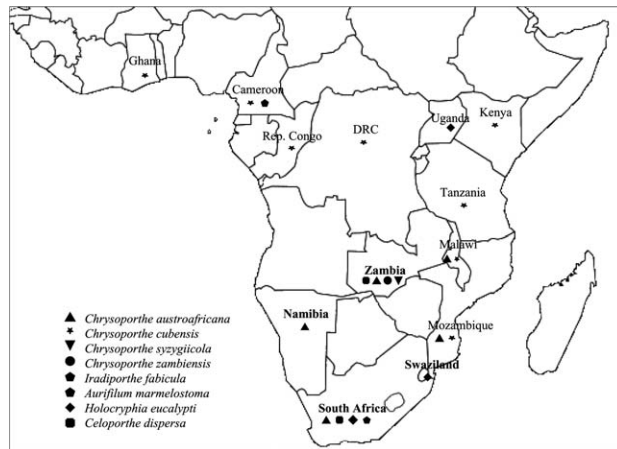 Ghana
Cameroon
Rep. Congo
DRC
Uganda
Kenya
Tanzania
Malawi
Zambia
Namibia
Mozambique
Swaziland
South Africa
Chrysoporthe austroafricana
Chrysoporthe cubensis
Chrysoporthe syzygiicola
Chrysoporthe zambiensis
Iradiporthe fabicula
Aurifilum marmelostoma
Holocryphia eucalypti
Celoporthe dispersa